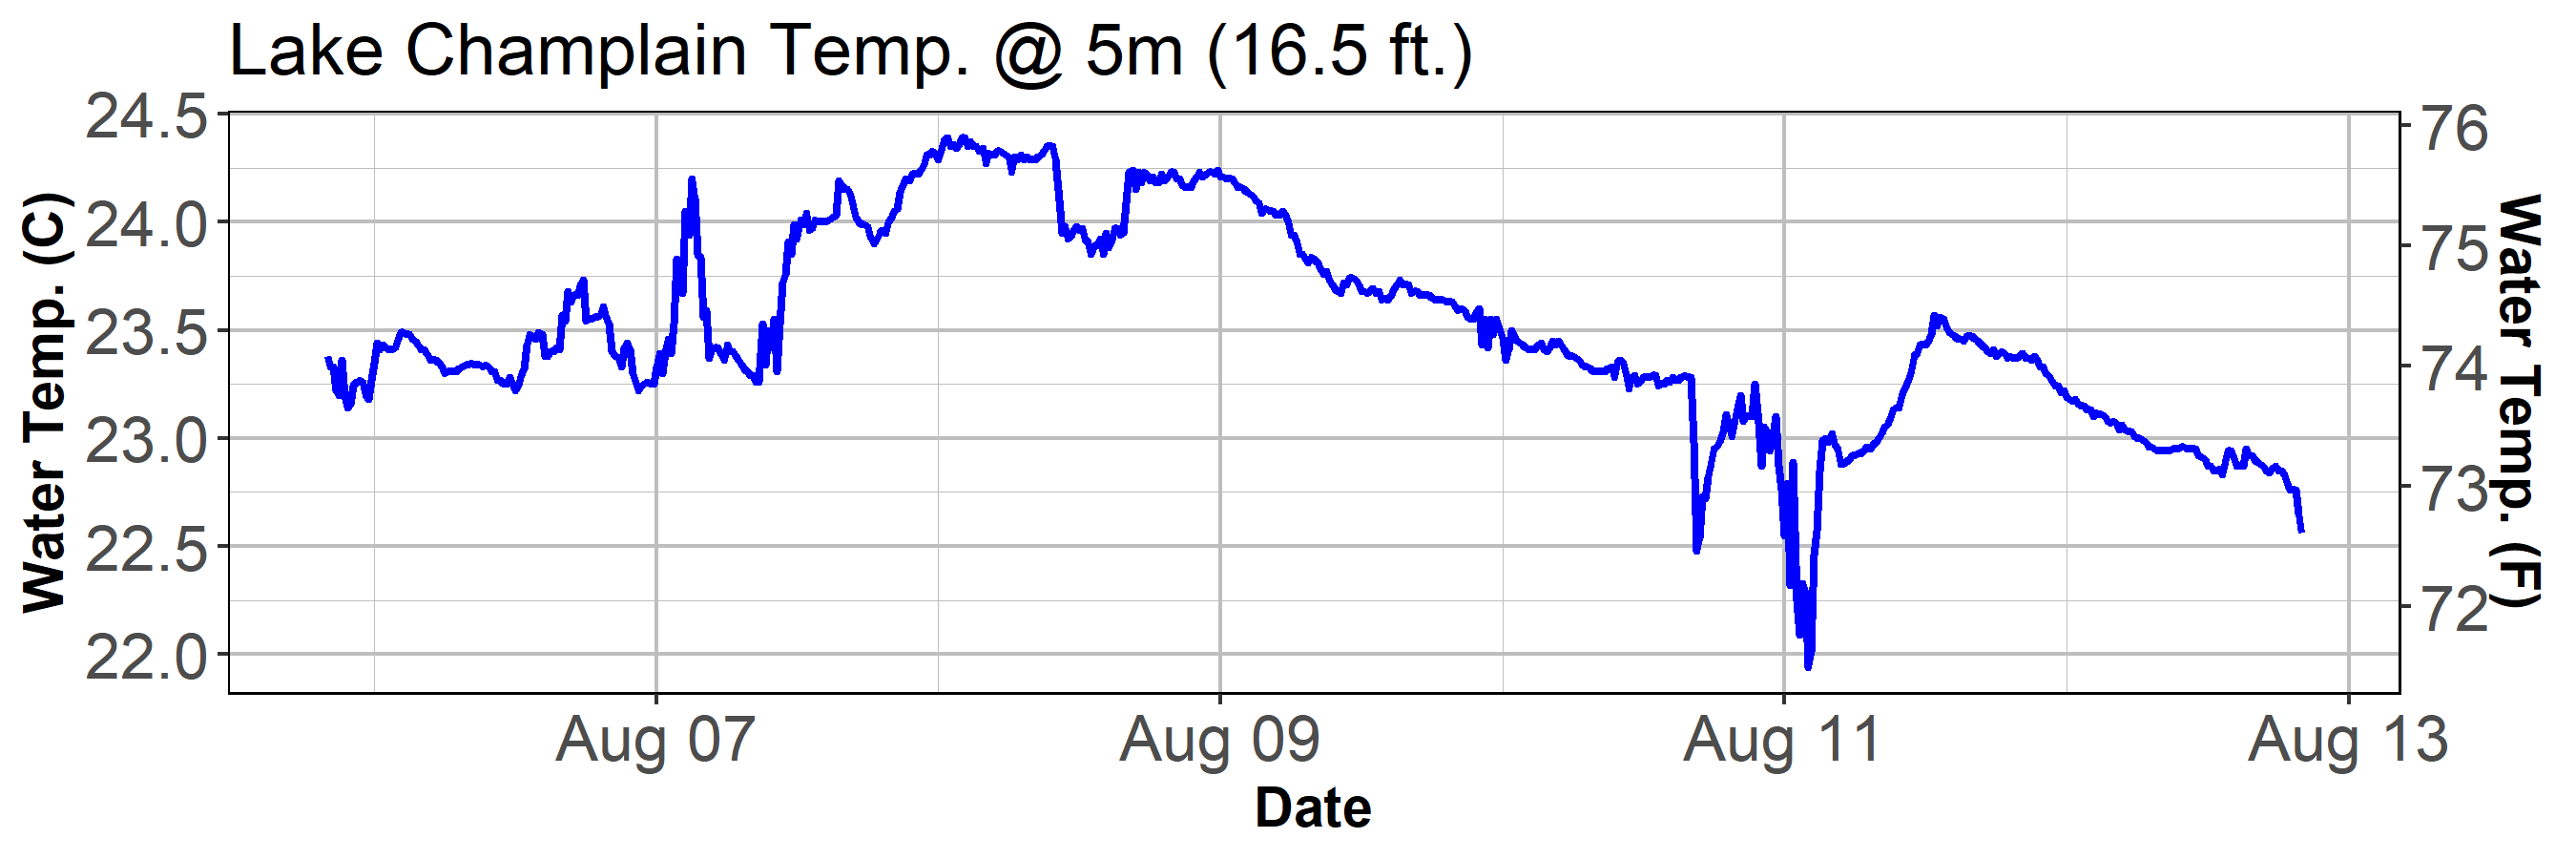 Lake Champlain Temp. @ 5m (16.5 ft.)
Water Temp. (C)
24.5
24.0
23.5
23.0
22.5
22.0
76
75
74
73
72
Water Temp. (F)
Aug 07
Aug 09
Aug 11
Aug 13
Date